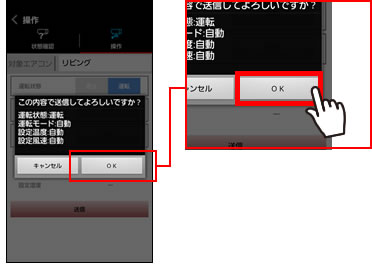 操作
状態確認
操作
対象エアコン リビング
運転状態 停止 運転
この内容で送信してよろしいですか?
運転状態:運転
運転モード:自動
設定温度:自動
設定風速:自動
キャンセル OK
設定湿度 --
送信
容で送信してよろしいですか?
態:運転
ード:自動
度:自動
速:自動
ンセル OK
--
送信